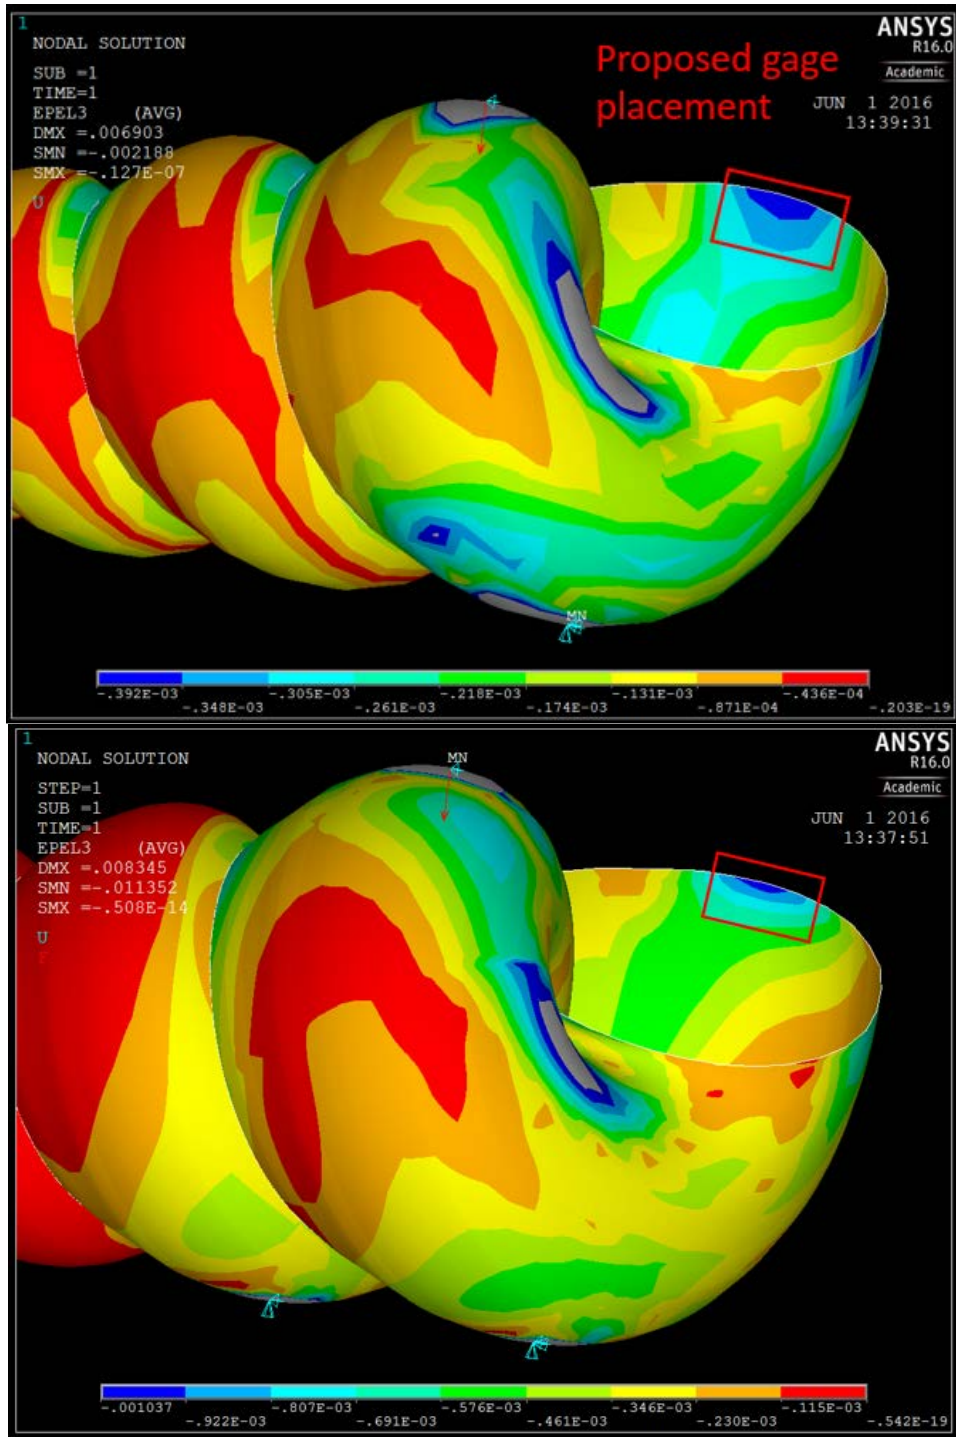 1
NODAL SOLUTION
SUB =1
TIME=1
EPEL3 (AVG)
DMX =.006903
SMN =-.002188
SMX =-.127E-07
U
Proposed gage
placement
ANSYS
R16.0
Academic
JUN 1 2016
13:39:31
MN
-.392E-03 -.305E-03 -.218E-03 -.131E-03 -.436E-04
-.348E-03 -.261E-03 -.174E-03 -.871E-04 -.203E-19
1
NODAL SOLUTION
STEP=1
SUB =1
TIME=1
EPEL3 (AVG)
DMX =.008345
SMN =-.011352
SMX =-.508E-14
U
F
MN
ANSYS
R16.0
Academic
JUN 1 2016
13:37:51
-.001037 -.807E-03 -.576E-03 -.346E-03 -.115E-03
-.922E-03 -.691E-03 -.461E-03 -.230E-03 -.542E-19